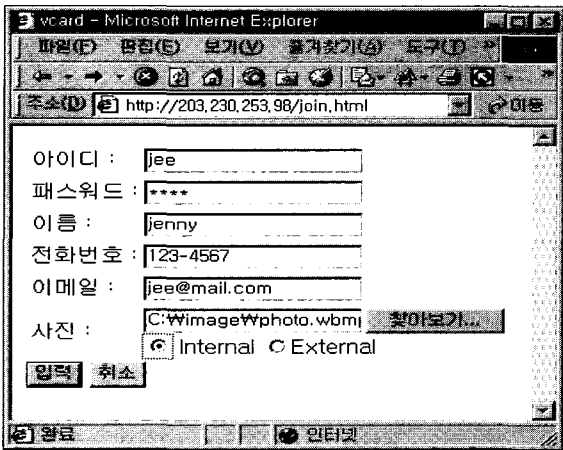 vcard - Microsoft Internet Explorer
파일(F) 편집(E) 보기(V) 즐겨찾기(A) 도구(T) »
주소(D) http://203,230,253,98/join,html 이동
아이디 : jee
패스워드 : ****
이름 : jenny
전화번호 : 123-4567
이메일 : jee@mail.com
사진 : C:₩image₩photo.wbm 찾아보기...
Internal External
입력 취소
완료 인터넷